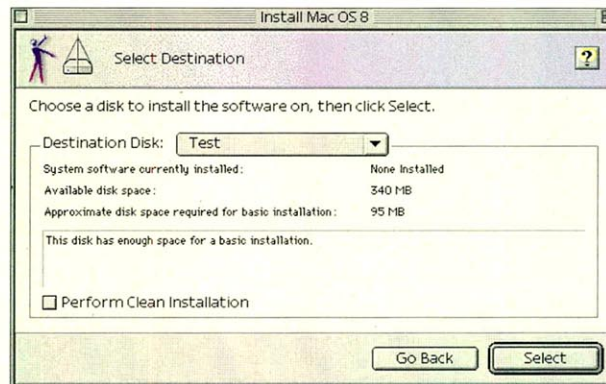 Install Mac OS 8
Select Destination
?
Choose a disk to install the software on, then click Select.
Destination Disk: Test
System software currently installed: None Installed
Available disk space: 340 MB
Approximate disk space required for basic installation: 95 MB
This disk has enough space for a basic installation.
Perform Clean Installation
Go Back Select